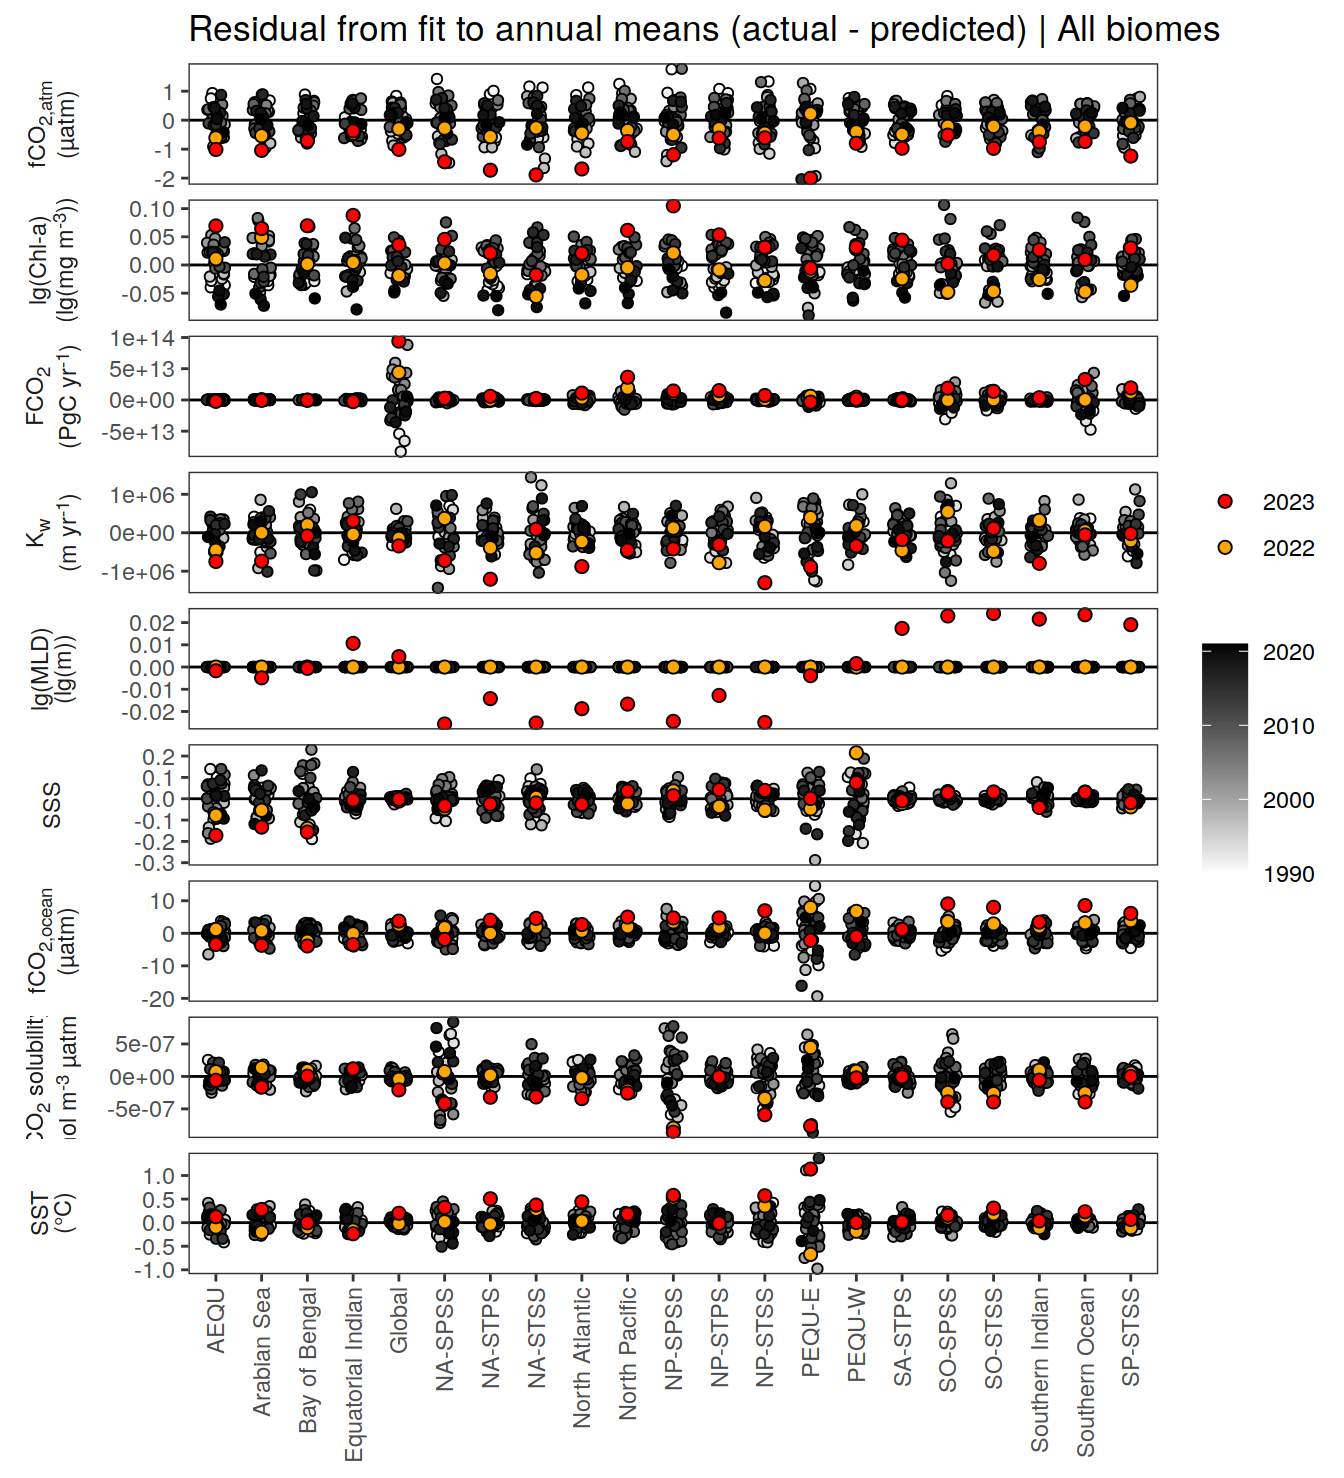 Residual from fit to annual means (actual - predicted) | All biomes
fCO2,atm
(µatm)
1
0
-1
-2
lg(Chl-a)
(lg(mg m-3))
0.10
0.05
0.00
-0.05
FCO2
(PgC yr-1)
1e+14
5e+13
0e+00
-5e+13
Kw
(m yr-1)
1e+06
0e+00
-1e+06
lg(MLD)
(lg(m))
0.02
0.01
0.00
-0.01
-0.02
SSS
0.2
0.1
0.0
-0.1
-0.2
-0.3
fCO2,ocean
(µatm)
10
0
-10
-20
CO2 solubilit
ol m-3 µatm
5e-07
0e+00
-5e-07
SST
(°C)
1.0
0.5
0.0
-0.5
-1.0
AEQU
Arabian Sea
Bay of Bengal
Equatorial Indian
Global
NA-SPSS
NA-STPS
NA-STSS
North Atlantic
North Pacific
NP-SPSS
NP-STPS
NP-STSS
PEQU-E
PEQU-W
SA-STPS
SO-SPSS
SO-STSS
Southern Indian
Southern Ocean
SP-STSS
2023
2022
2020
2010
2000
1990